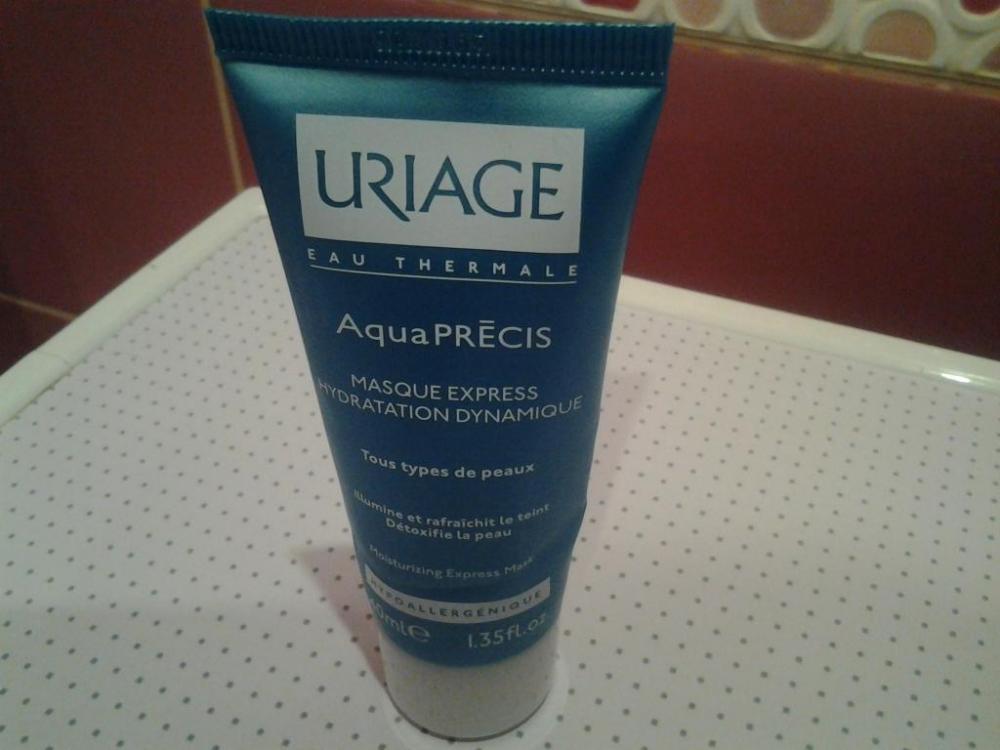 URIAGE
EAU THERMALE
AquaPRĒCIS
MASQUE EXPRESS
HYDRATATION DYNAMIQUE
Tous types de peaux
Illumine et rafraîchit le teint
Détoxifie la peau
Moisturizing Express Mask
HYPOALLERGÉNIQUE
1.35fl.oz